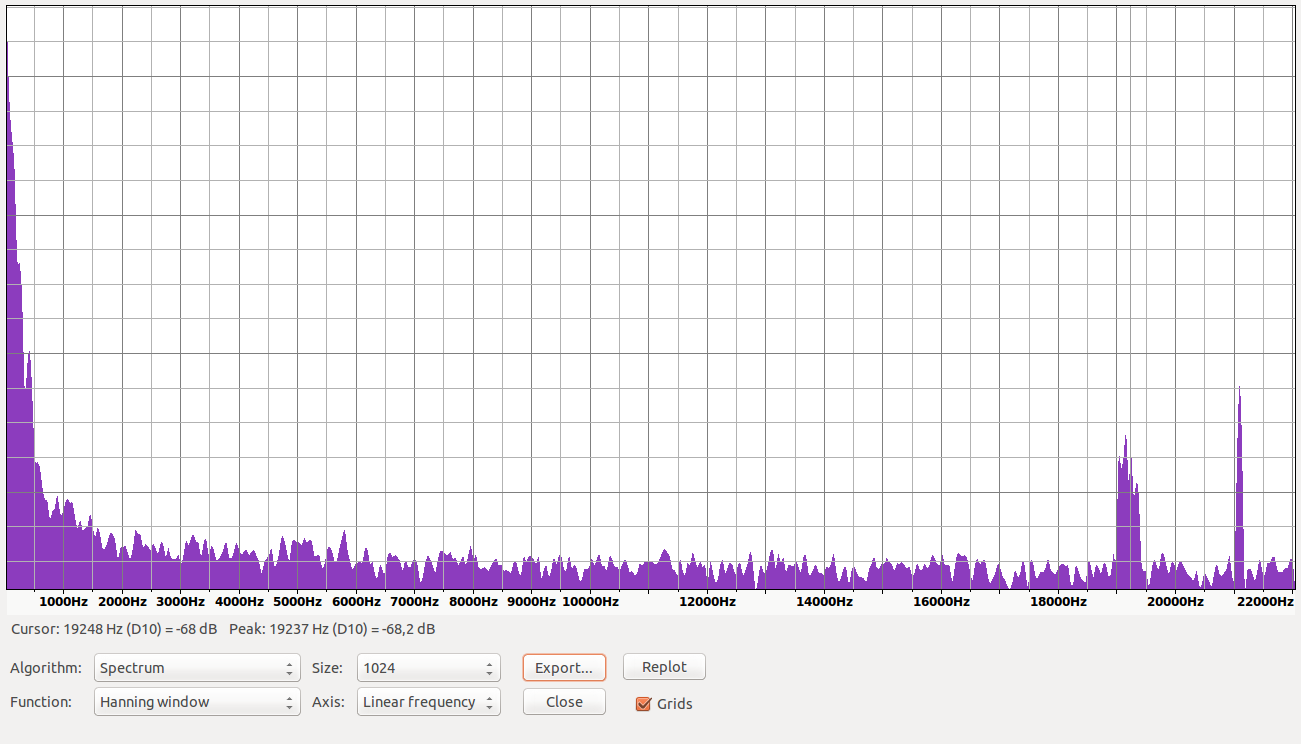 1000Hz 2000Hz 3000Hz 4000Hz 5000Hz 6000Hz 7000Hz 8000Hz 9000Hz 10000Hz 12000Hz 14000Hz 16000Hz 18000Hz 20000Hz 22000Hz
Cursor: 19248 Hz (D10) = -68 dB Peak: 19237 Hz (D10) = -68,2 dB
Algorithm: Spectrum Size: 1024 Export... Replot
Function: Hanning window Axis: Linear frequency Close Grids